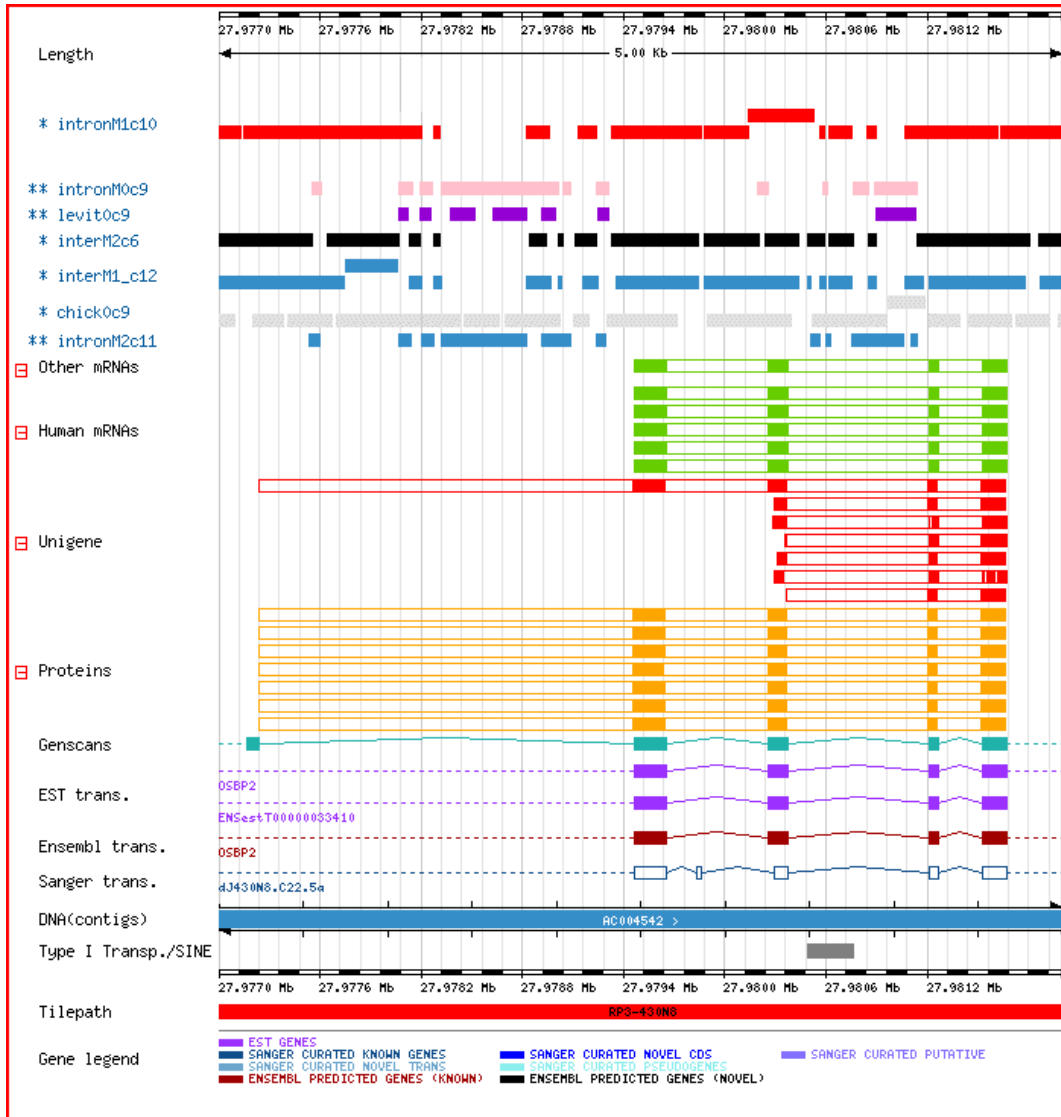 27.9770 Mb 27.9776 Mb 27.9782 Mb 27.9788 Mb 27.9794 Mb 27.9800 Mb 27.9806 Mb 27.9812 Mb
Length 5.00 Kb
* intronM1c10
** intronM0c9
** levit0c9
* interM2c6
* interM1_c12
* chick0c9
** intronM2c11
Other mRNAs
Human mRNAs
Unigene
Proteins
Genscans
OSBP2
EST trans.
ENSestT00000033410
Ensembl trans.
OSBP2
Sanger trans.
dJ430N8.C22.5a
DNA(contigs) AC004542 >
Type I Transp./SINE
27.9770 Mb 27.9776 Mb 27.9782 Mb 27.9788 Mb 27.9794 Mb 27.9800 Mb 27.9806 Mb 27.9812 Mb
Tilepath RP3-430N8
Gene legend
EST GENES
SANGER CURATED KNOWN GENES SANGER CURATED NOVEL CDS SANGER CURATED PUTATIVE
SANGER CURATED NOVEL TRANS SANGER CURATED PSEUDOGENES
ENSEMBL PREDICTED GENES (KNOWN) ENSEMBL PREDICTED GENES (NOVEL)